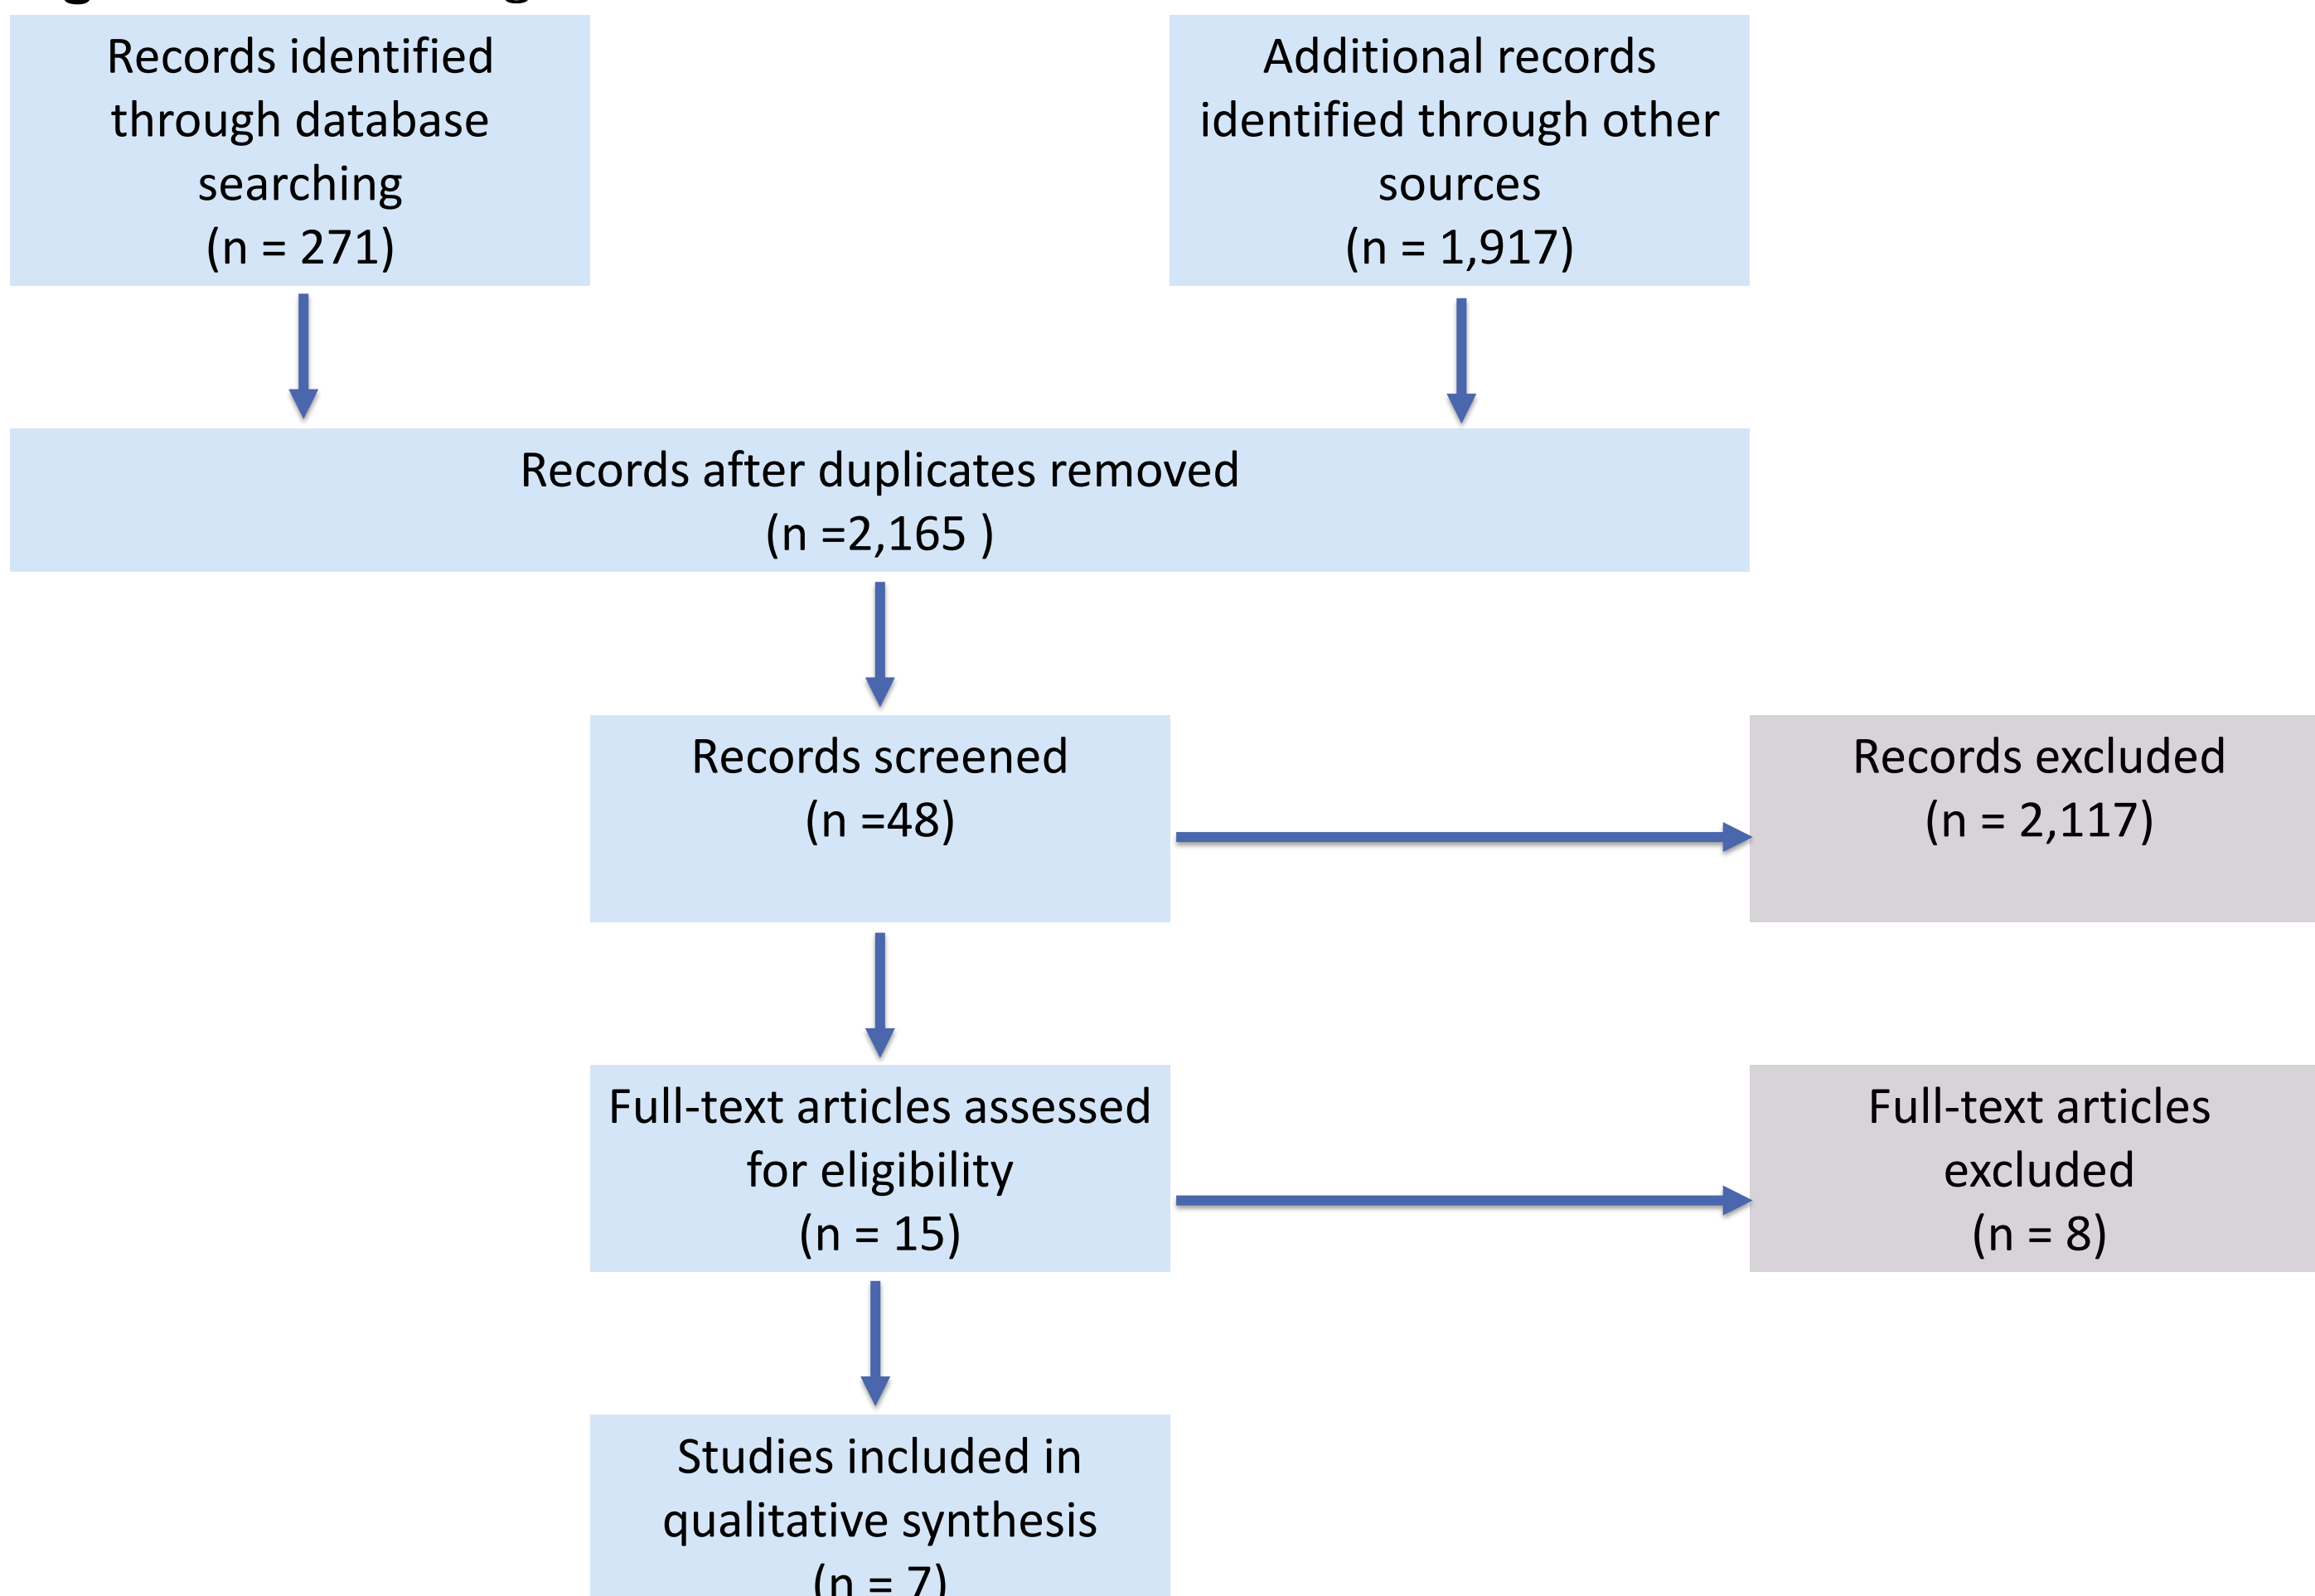 Records identified
through database
searching
(n = 271)
Additional records
identified through other
sources
(n = 1,917)
Records after duplicates removed
(n =2,165 )
Records screened
(n =48)
Records excluded
(n = 2,117)
Full-text articles assessed
for eligibility
(n = 15)
Full-text articles
excluded
(n = 8)
Studies included in
qualitative synthesis
(n = 7)